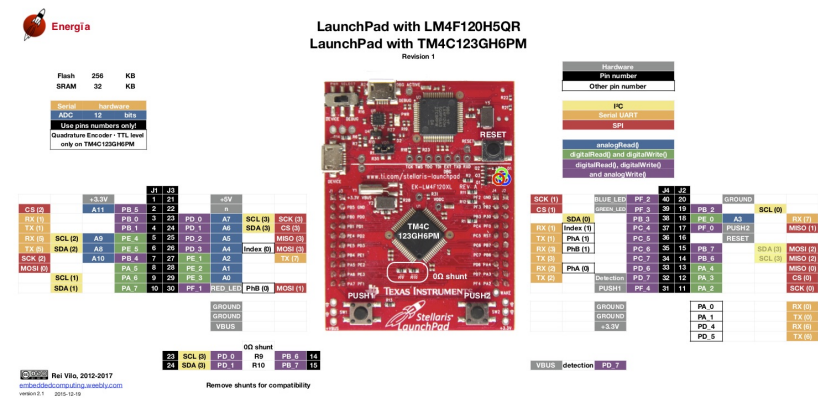 Energia
LaunchPad with LM4F120H5QR
LaunchPad with TM4C123GH6PM
Revision 1
Flash 256 KB
SRAM 32 KB
Serial hardware
ADC 12 bits
Use pins numbers only!
Quadrature Encoder · TTL level
only on TM4C123GH6PM
Hardware
Pin number
Other pin number
I²C
Serial UART
SPI
analogRead()
digitalRead() and digitalWrite()
digitalRead(), digitalWrite()
and analogWrite()
RESET
www.ti.com/stellaris-launchpad
EK-LM4F120XL REV A
TM4C
123GH6PM
0Ω shunt
TEXAS INSTRUMENTS
PUSH1 PUSH2
Stellaris
LaunchPad
J1 J3
+3.3V 1 21 +5V
CS (2) A11 PB_5 2 22
RX (1) PB_0 3 23 PD_0 A7 SCL (3) SCK (3)
TX (1) PB_1 4 24 PD_1 A6 SDA (3) CS (3)
RX (5) SCL (2) A9 PE_4 5 25 PD_2 A5 MISO (3)
TX (5) SDA (2) A8 PE_5 6 26 PD_3 A4 Index (0) MOSI (3)
SCK (2) A10 PB_4 7 27 PE_1 A2 TX (7)
MOSI (0) PA_5 8 28 PE_2 A1
SCL (1) PA_6 9 29 PE_3 A0
SDA (1) PA_7 10 30 PF_1 RED_LED PhB (0) MOSI (1)
GROUND
GROUND
VBUS
J4 J2
SCK (1) BLUE_LED PF_2 40 20 GROUND
CS (1) GREEN_LED PF_3 39 19 PB_2 SCL (0)
SDA (0) PB_3 38 18 PE_0 A3 RX (7)
RX (1) Index (1) PC_4 37 17 PF_0 PUSH2 MISO (1)
TX (1) PhA (1) PC_5 36 16 RESET
RX (3) PhB (1) PC_6 35 15 PB_7 SDA (3) MOSI (2)
TX (3) PC_7 34 14 PB_6 SCL (3) MISO (2)
RX (2) PhA (0) PD_6 33 13 PA_4 MISO (0)
TX (2) Detection PD_7 32 12 PA_3 CS (0)
PUSH1 PF_4 31 11 PA_2 SCK (0)
GROUND PA_0 RX (0)
GROUND PA_1 TX (0)
+3.3V PD_4 RX (6)
PD_5 TX (6)
0Ω shunt
23 SCL (3) PD_0 R9 PB_6 14
24 SDA (3) PD_1 R10 PB_7 15
Remove shunts for compatibility
VBUS detection PD_7
Rei Vilo, 2012-2017
embeddedcomputing.weebly.com
version 2.1 2015-12-19